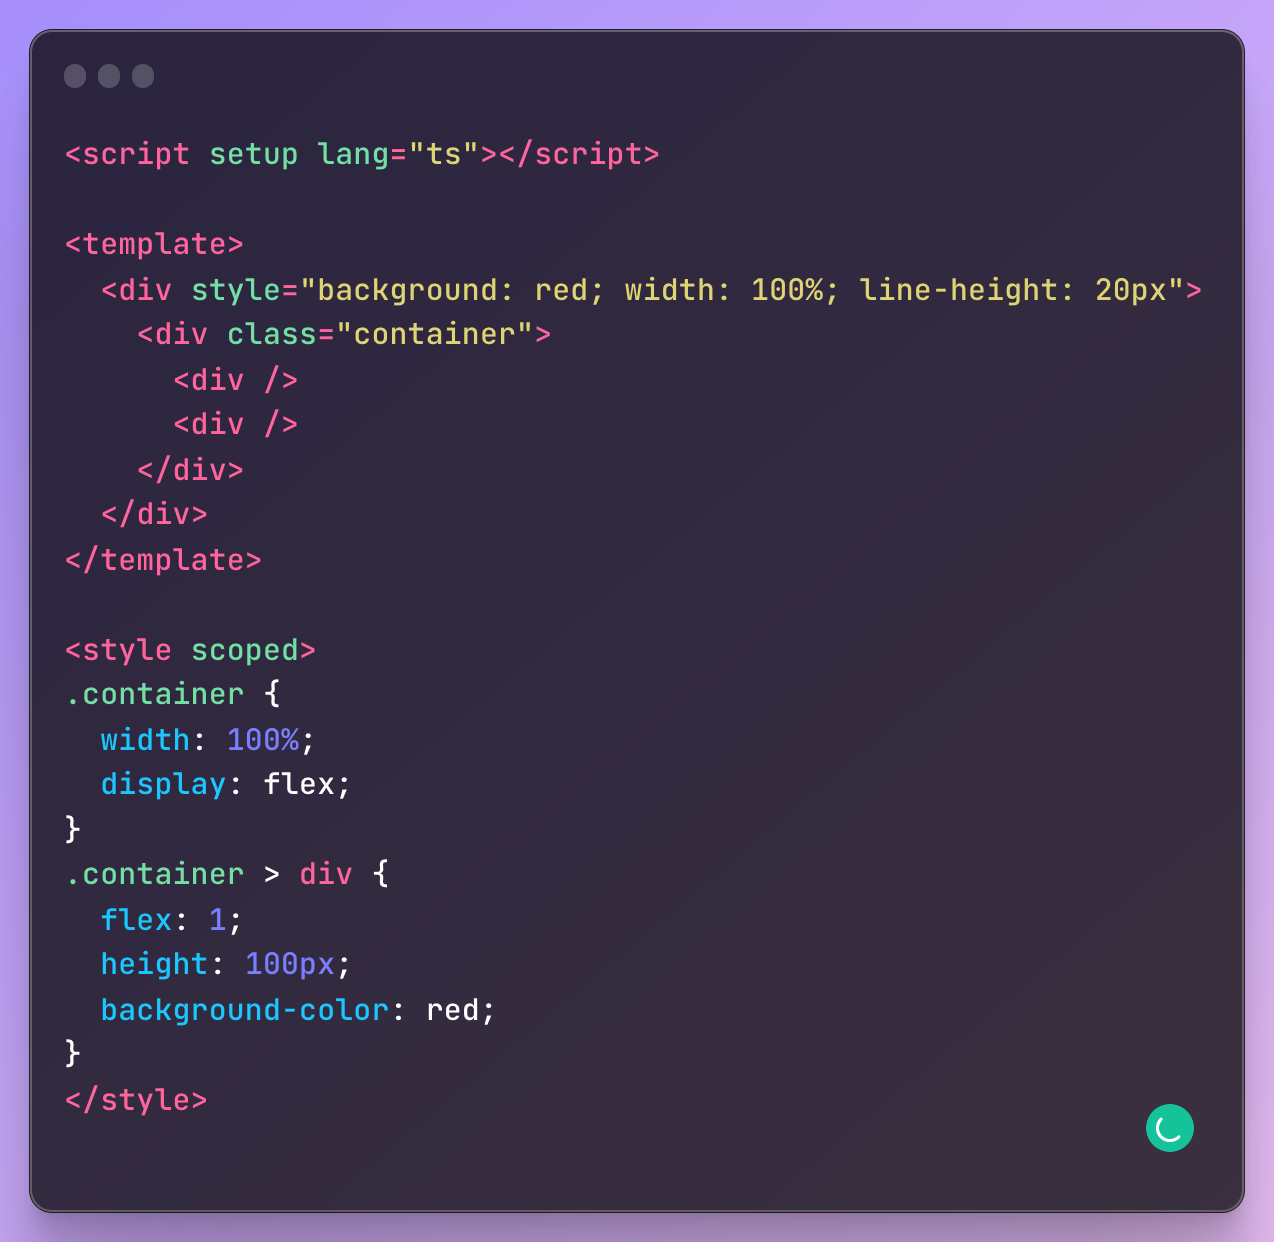 <script setup lang="ts"></script>

<template>
  <div style="background: red; width: 100%; line-height: 20px">
    <div class="container">
      <div />
      <div />
    </div>
  </div>
</template>

<style scoped>
.container {
  width: 100%;
  display: flex;
}
.container > div {
  flex: 1;
  height: 100px;
  background-color: red;
}
</style>